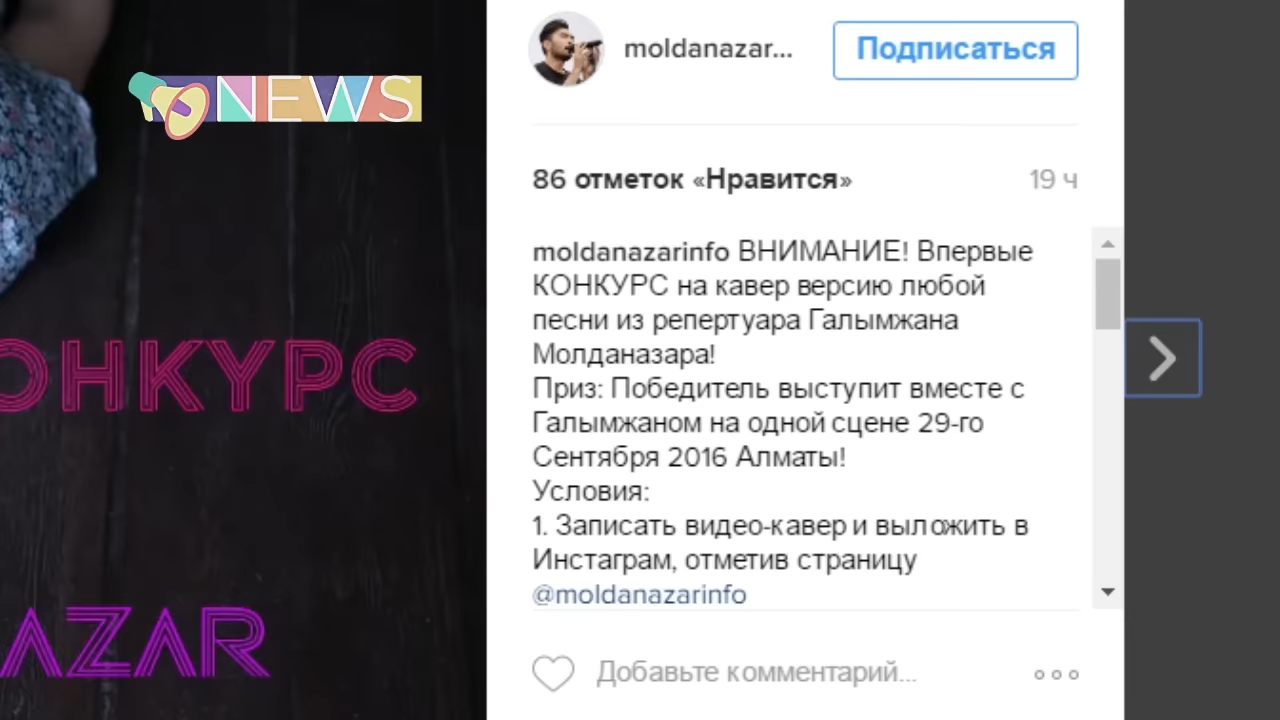 NEWS
ОНКУРС
AZAR
moldanazar...
Подписаться
86 отметок «Нравится»
19 ч
moldanazarinfo ВНИМАНИЕ! Впервые
КОНКУРС на кавер версию любой
песни из репертуара Галымжана
Молданазара!
Приз: Победитель выступит вместе с
Галымжаном на одной сцене 29-го
Сентября 2016 Алматы!
Условия:
1. Записать видео-кавер и выложить в
Инстаграм, отметив страницу
@moldanazarinfo
Добавьте комментарий...